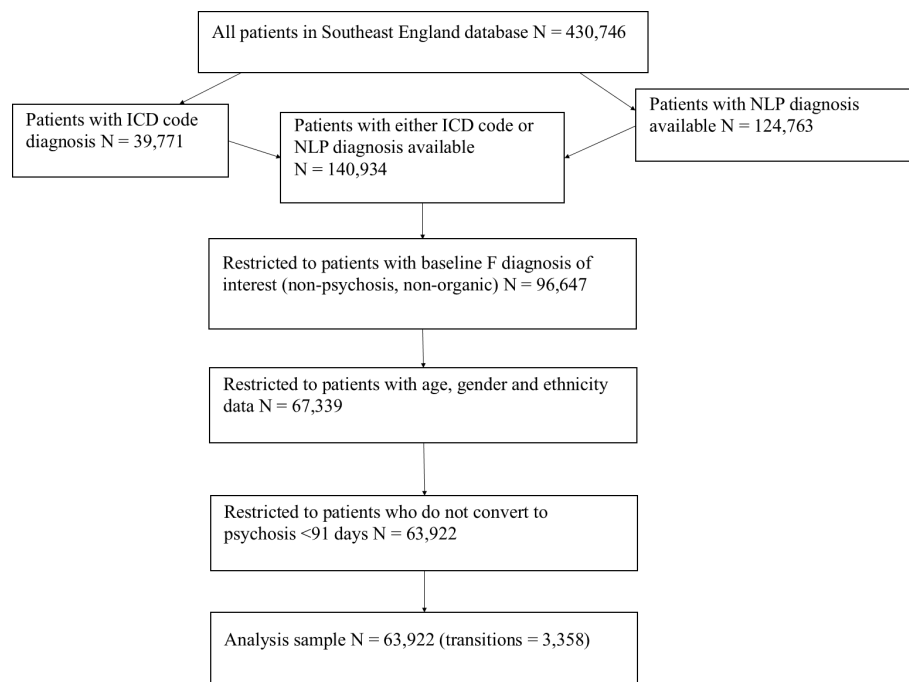 All patients in Southeast England database N = 430,746
Patients with ICD code
diagnosis N = 39,771
Patients with either ICD code or
NLP diagnosis available
N = 140,934
Patients with NLP diagnosis
available N = 124,763
Restricted to patients with baseline F diagnosis of
interest (non-psychosis, non-organic) N = 96,647
Restricted to patients with age, gender and ethnicity
data N = 67,339
Restricted to patients who do not convert to
psychosis <91 days N = 63,922
Analysis sample N = 63,922 (transitions = 3,358)